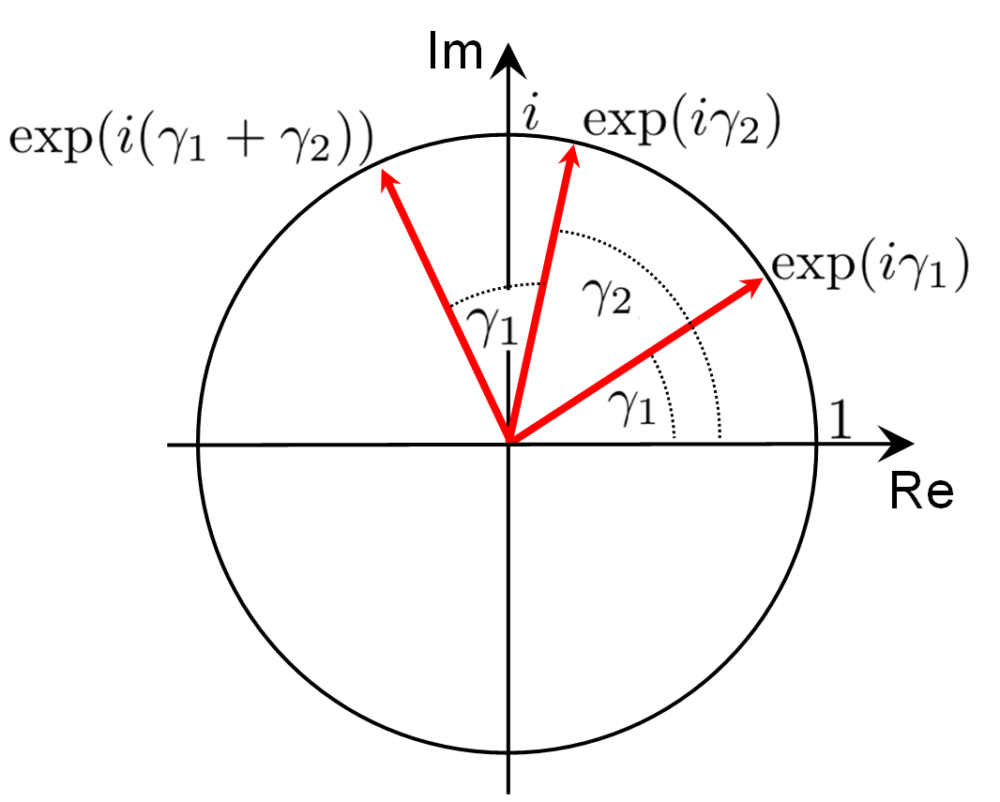 Im
i
exp(iγ₂)
exp(i(γ₁ + γ₂))
exp(iγ₁)
γ₂
γ₁
γ₁
1
Re